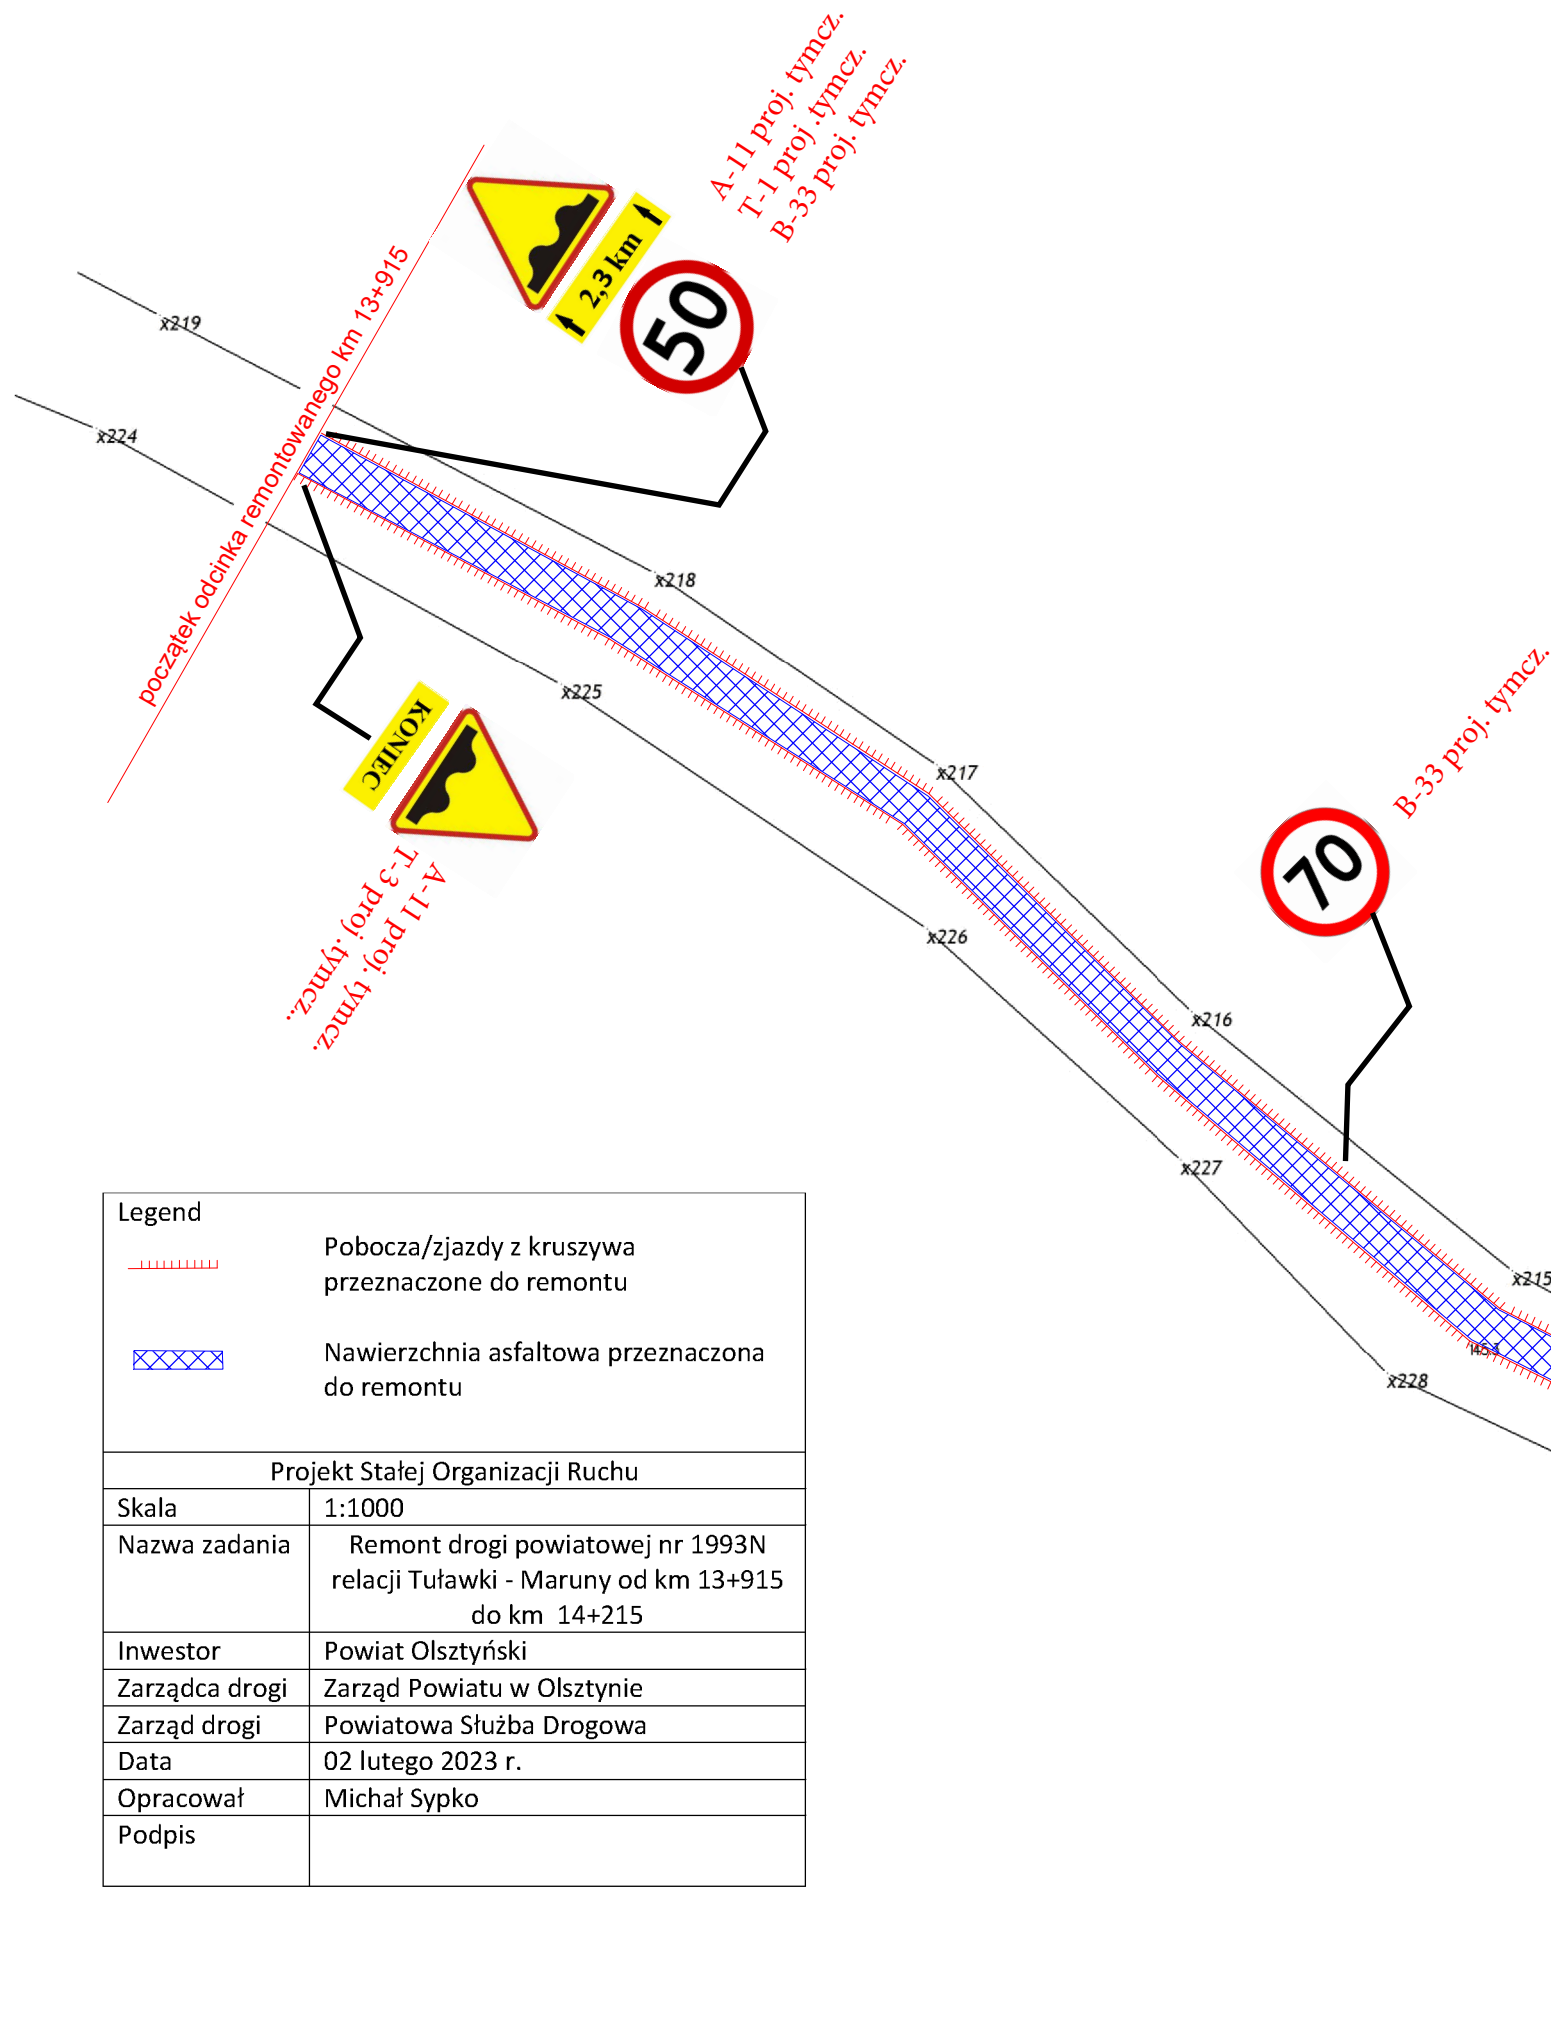 A-11 proj. tymcz.
T-1 proj .tymcz.
B-33 proj. tymcz.
2,3 km
50
początek odcinka remontowanego km 13+915
x219
x224
x218
x225
KONIEC
T-3 proj .tymcz..
A-11 proj. tymcz.
x217
x226
B-33 proj. tymcz.
70
x216
x227
x215
x228
Legend
Pobocza/zjazdy z kruszywa
przeznaczone do remontu
Nawierzchnia asfaltowa przeznaczona
do remontu
Projekt Stałej Organizacji Ruchu
Skala 1:1000
Nazwa zadania Remont drogi powiatowej nr 1993N
relacji Tuławki - Maruny od km 13+915
do km 14+215
Inwestor Powiat Olsztyński
Zarządca drogi Zarząd Powiatu w Olsztynie
Zarząd drogi Powiatowa Służba Drogowa
Data 02 lutego 2023 r.
Opracował Michał Sypko
Podpis